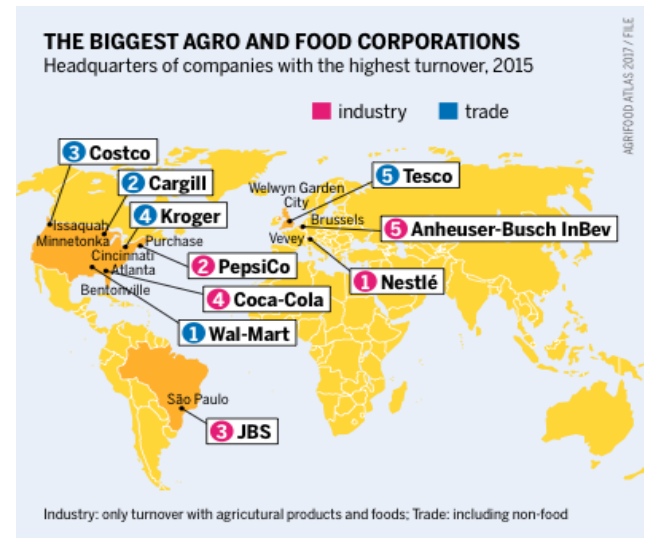 THE BIGGEST AGRO AND FOOD CORPORATIONS
Headquarters of companies with the highest turnover, 2015
AGRIFOOD ATLAS 2017 / FILE
industry
trade
3 Costco
2 Cargill
4 Kroger
Issaquah
Minnetonka
Cincinnati
Purchase
Atlanta
Bentonville
2 PepsiCo
4 Coca-Cola
1 Wal-Mart
Welwyn Garden
City
5 Tesco
Brussels
5 Anheuser-Busch InBev
Vevey
1 Nestlé
São Paulo
3 JBS
Industry: only turnover with agricutural products and foods; Trade: including non-food